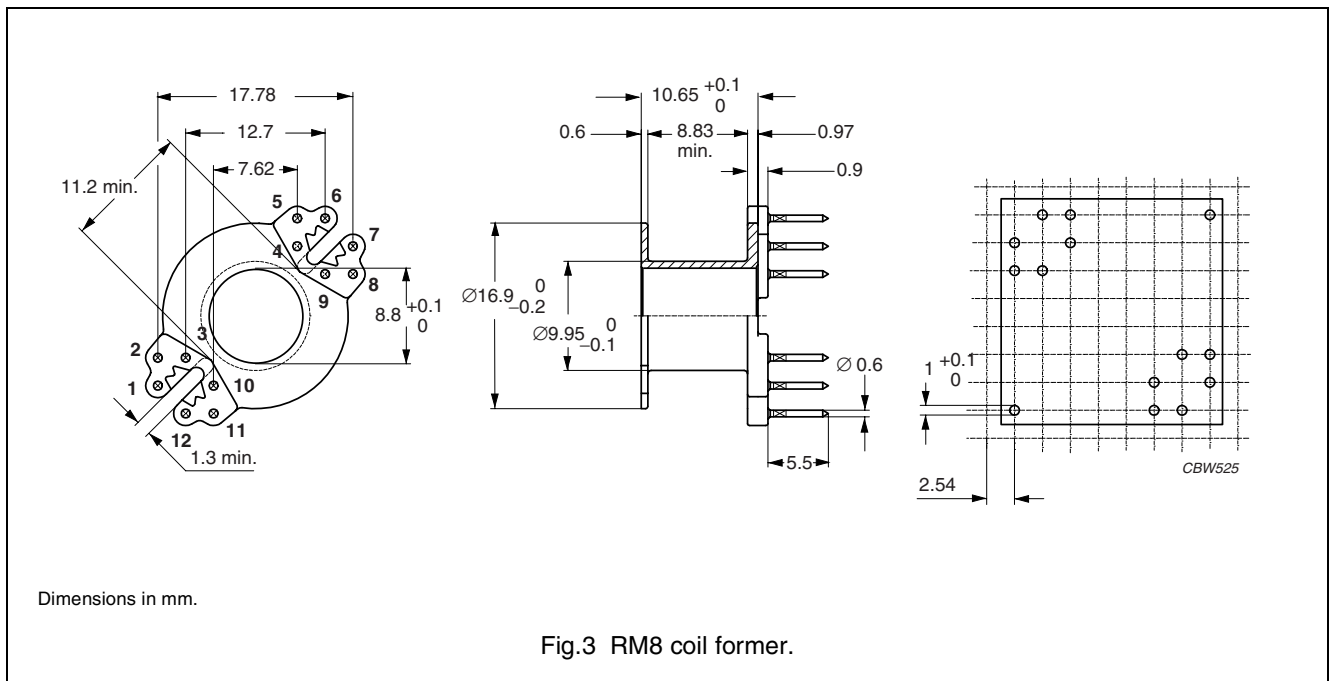 17.78
12.7
7.62
11.2 min.
5
6
7
4
8
9
3
2
1
10
12
11
8.8 +0.1 0
1.3 min.
10.65 +0.1 0
0.6
8.83 min.
0.97
0.9
∅16.9 0 −0.2
∅9.95 0 −0.1
∅ 0.6
5.5
1 +0.1 0
2.54
CBW525
Dimensions in mm.
Fig.3 RM8 coil former.